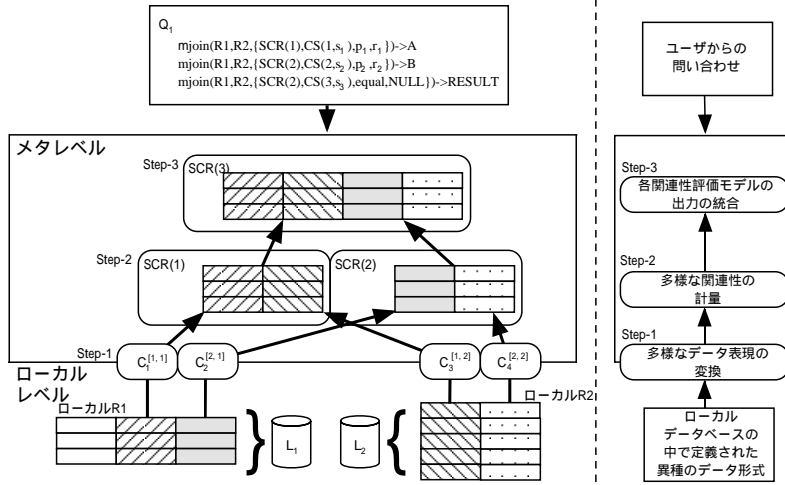 Q1
mjoin(R1,R2,{SCR(1),CS(1,s1),p1,r1})->A
mjoin(R1,R2,{SCR(2),CS(2,s2),p2,r2})->B
mjoin(R1,R2,{SCR(2),CS(3,s3),equal,NULL})->RESULT
メタレベル
Step-3
SCR(3)
Step-2
SCR(1)
SCR(2)
Step-1
C1[1, 1]
C2[2, 1]
C3[1, 2]
C4[2, 2]
ローカル
レベル
ローカルR1
ローカルR2
L1
L2
ユーザからの
問い合わせ
Step-3
各関連性評価モデルの
出力の統合
Step-2
多様な関連性の
計量
Step-1
多様なデータ表現の
変換
ローカル
データベースの
中で定義された
異種のデータ形式